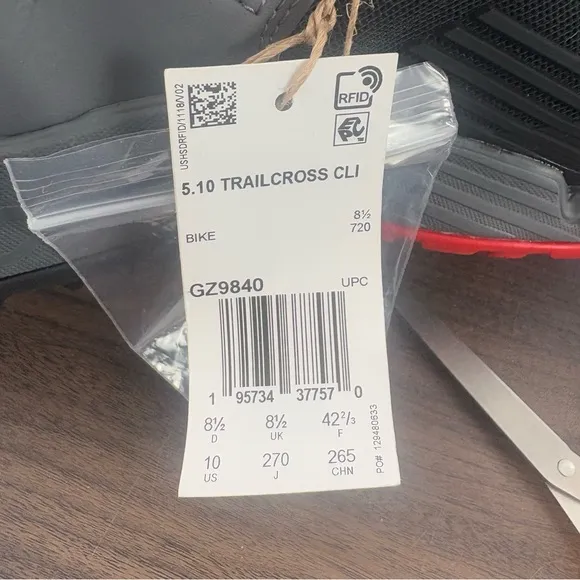 USHSDRFID/1118/V02
RFID
EPC
5.10 TRAILCROSS CLI
8½
BIKE 720
GZ9840 UPC
1 95734 37757 0
8½ 8½ 42²/₃
D UK F
10 270 265
US J CHN
PO# 129480633